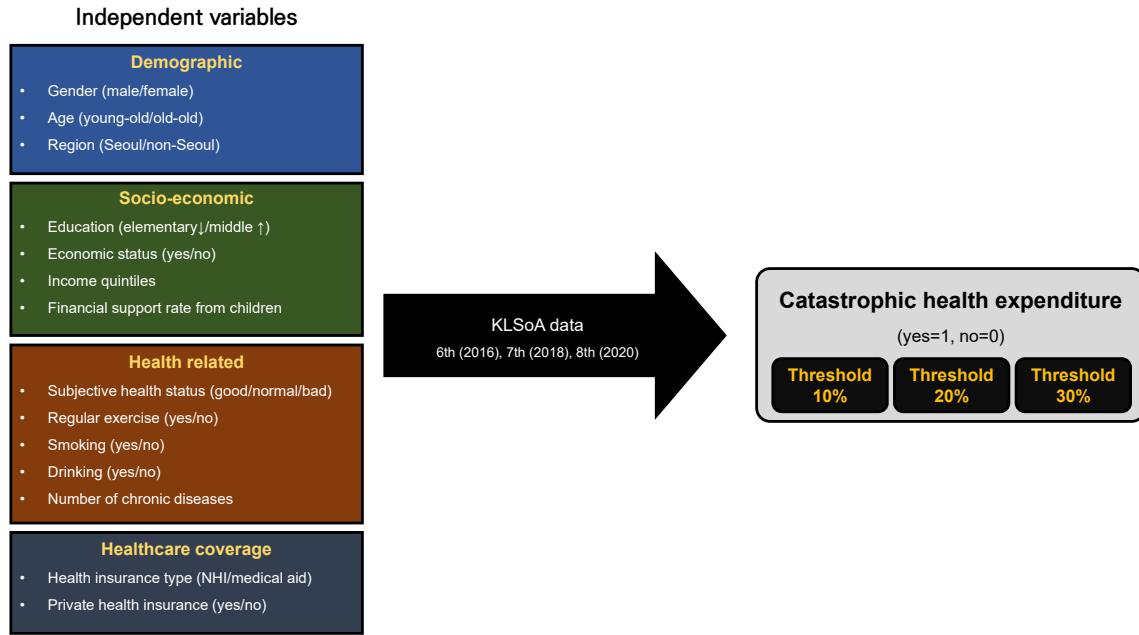 Independent variables
Demographic
• Gender (male/female)
• Age (young-old/old-old)
• Region (Seoul/non-Seoul)
Socio-economic
• Education (elementary↓/middle ↑)
• Economic status (yes/no)
• Income quintiles
• Financial support rate from children
Health related
• Subjective health status (good/normal/bad)
• Regular exercise (yes/no)
• Smoking (yes/no)
• Drinking (yes/no)
• Number of chronic diseases
Healthcare coverage
• Health insurance type (NHI/medical aid)
• Private health insurance (yes/no)
KLSoA data
6th (2016), 7th (2018), 8th (2020)
Catastrophic health expenditure
(yes=1, no=0)
Threshold
10%
Threshold
20%
Threshold
30%